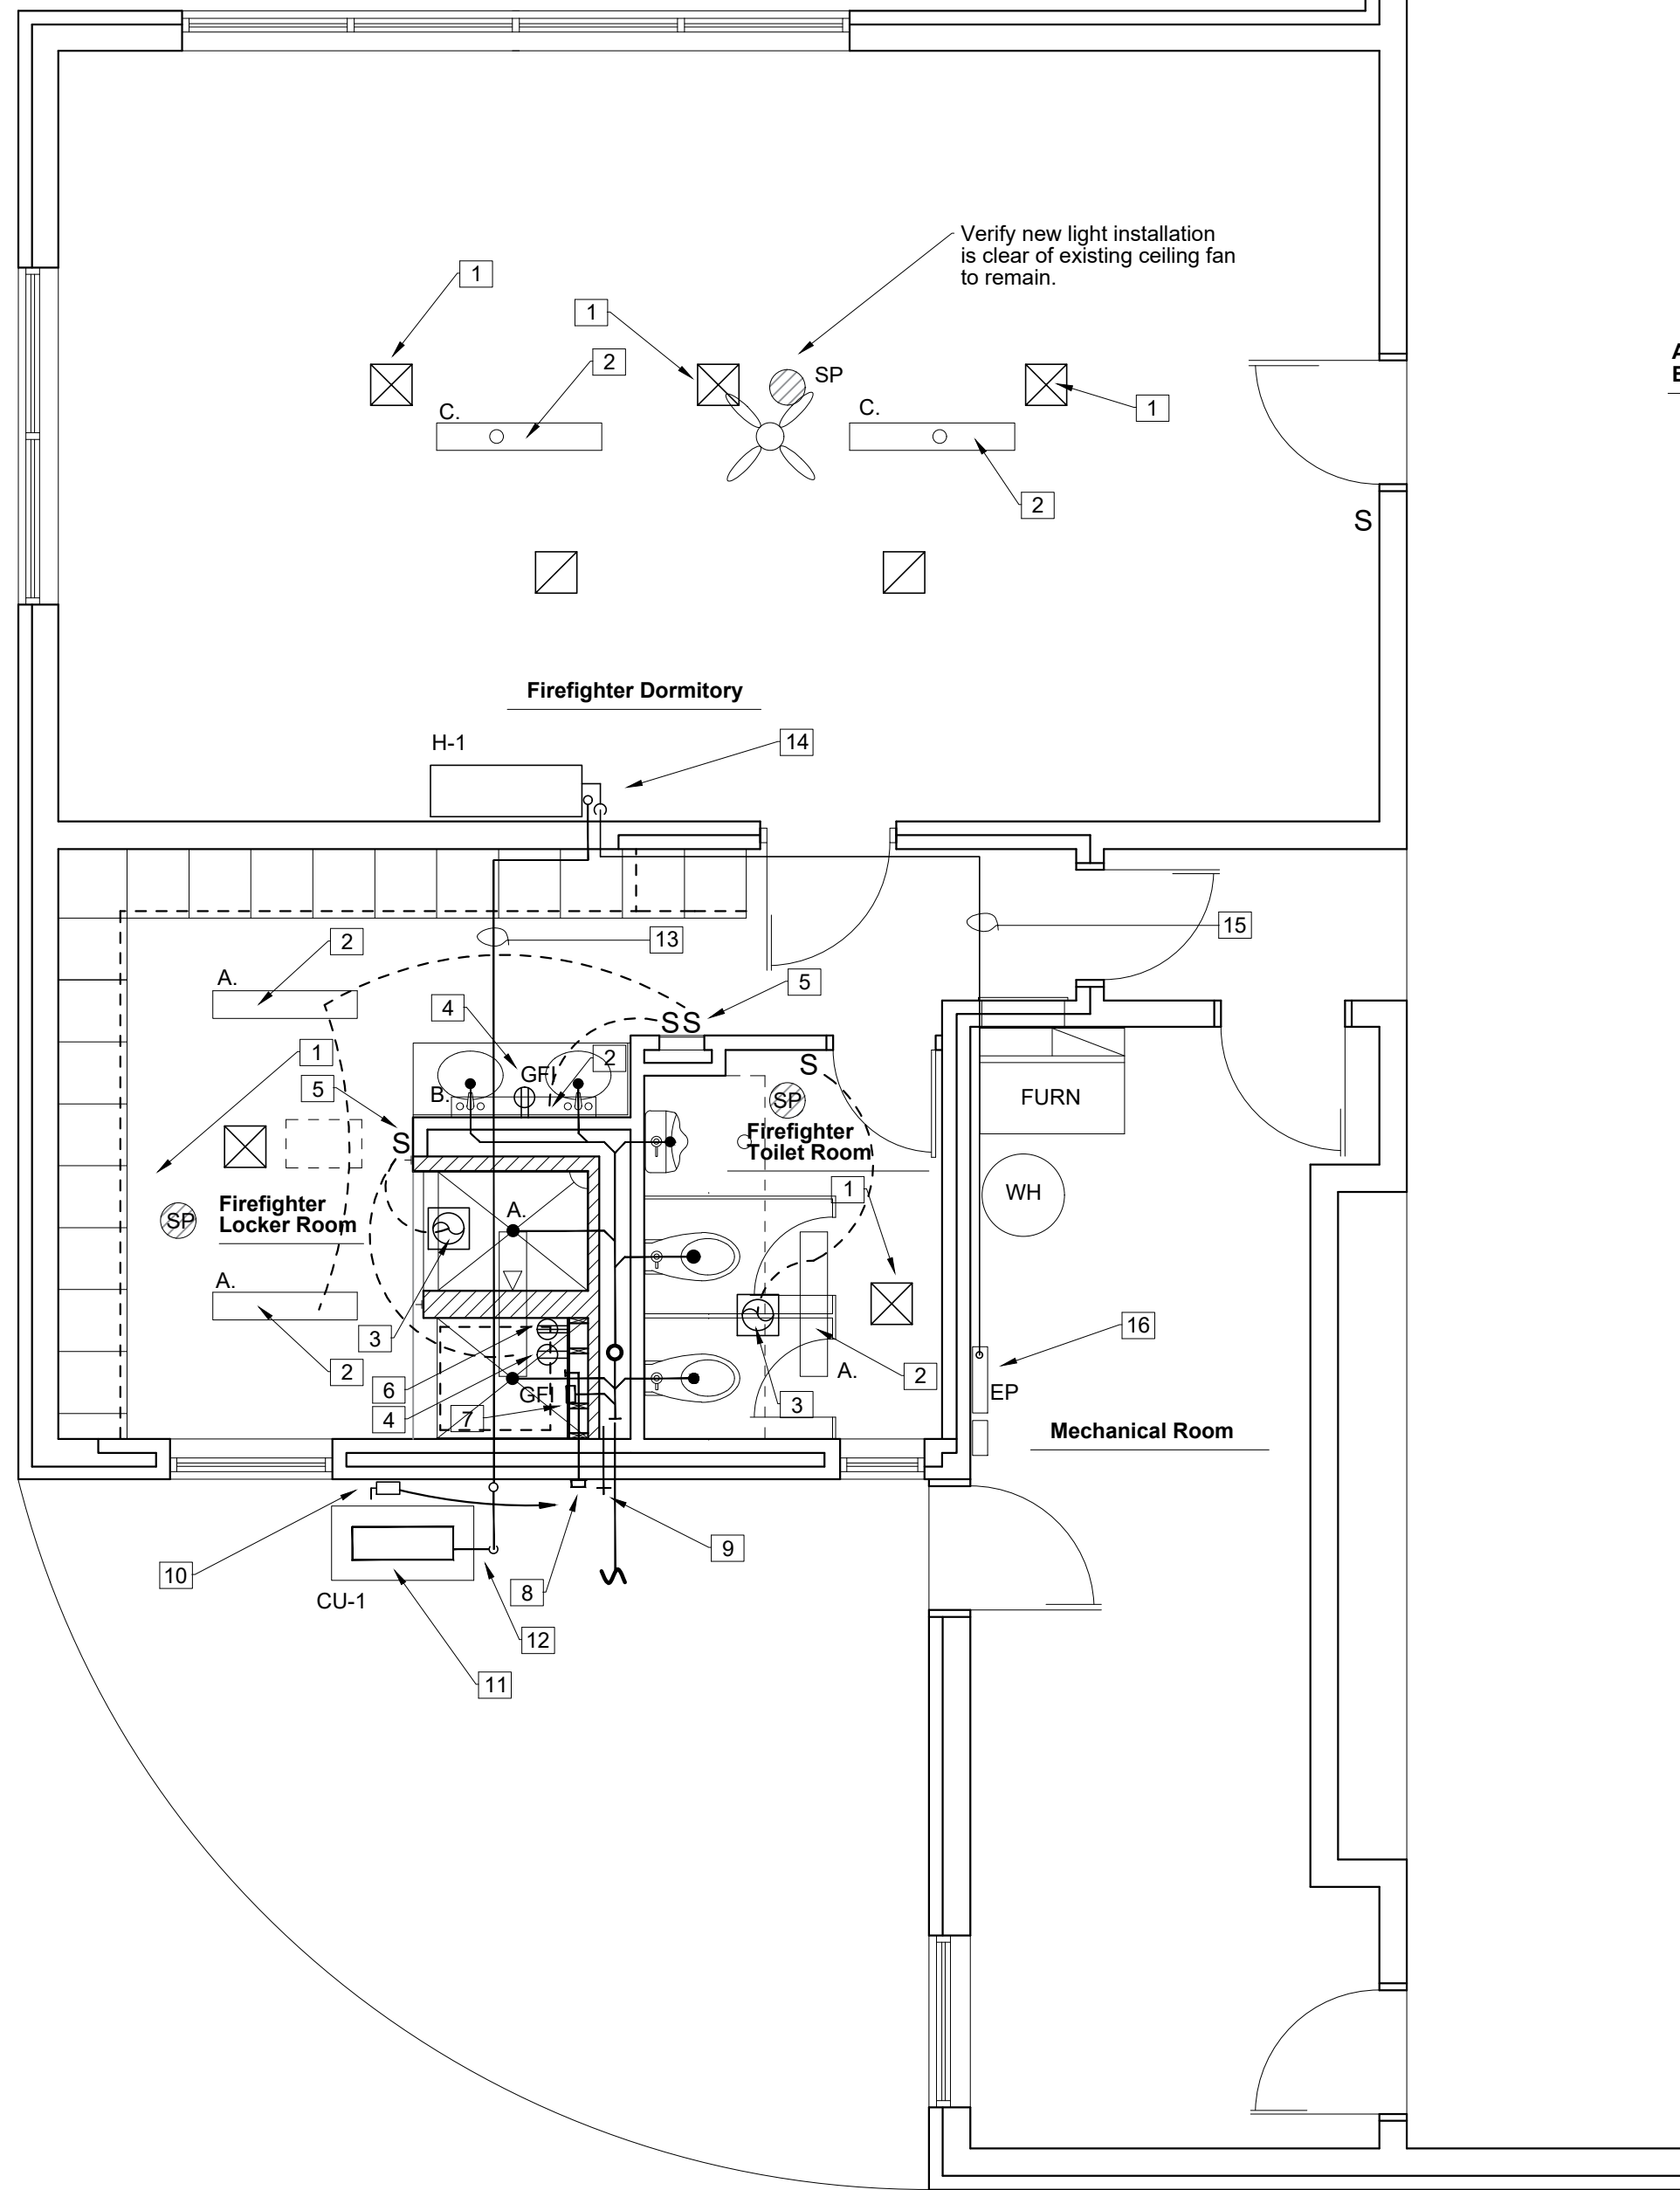 Verify new light installation
is clear of existing ceiling fan
to remain.
1
1
2
SP
C.
C.
1
2
S
Firefighter Dormitory
H-1
14
2
13
15
A.
5
4
SS
1
2
S
GFI
5
B.
FURN
SP
S
Firefighter
Toilet Room
1
WH
Firefighter
Locker Room
SP
A.
A.
3
16
2
A.
2
6
GFI
EP
3
4
7
Mechanical Room
9
10
8
CU-1
12
11